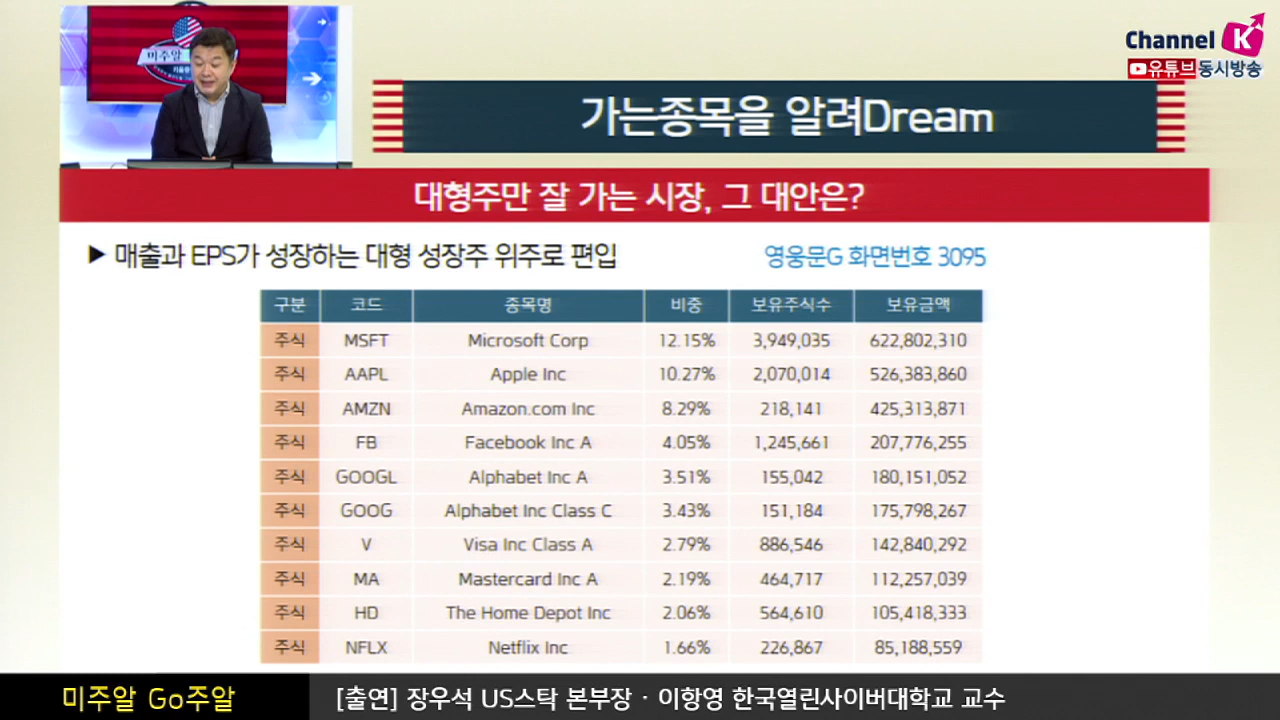 미주알
Channel K
유튜브동시방송
가는종목을 알려Dream
대형주만 잘 가는 시장, 그 대안은?
▶ 매출과 EPS가 성장하는 대형 성장주 위주로 편입
영웅문G 화면번호 3095
구분 코드 종목명 비중 보유주식수 보유금액
주식 MSFT Microsoft Corp 12.15% 3,949,035 622,802,310
주식 AAPL Apple Inc 10.27% 2,070,014 526,383,860
주식 AMZN Amazon.com Inc 8.29% 218,141 425,313,871
주식 FB Facebook Inc A 4.05% 1,245,661 207,776,255
주식 GOOGL Alphabet Inc A 3.51% 155,042 180,151,052
주식 GOOG Alphabet Inc Class C 3.43% 151,184 175,798,267
주식 V Visa Inc Class A 2.79% 886,546 142,840,292
주식 MA Mastercard Inc A 2.19% 464,717 112,257,039
주식 HD The Home Depot Inc 2.06% 564,610 105,418,333
주식 NFLX Netflix Inc 1.66% 226,867 85,188,559
미주알 Go주알
[출연] 장우석 US스탁 본부장 · 이항영 한국열린사이버대학교 교수